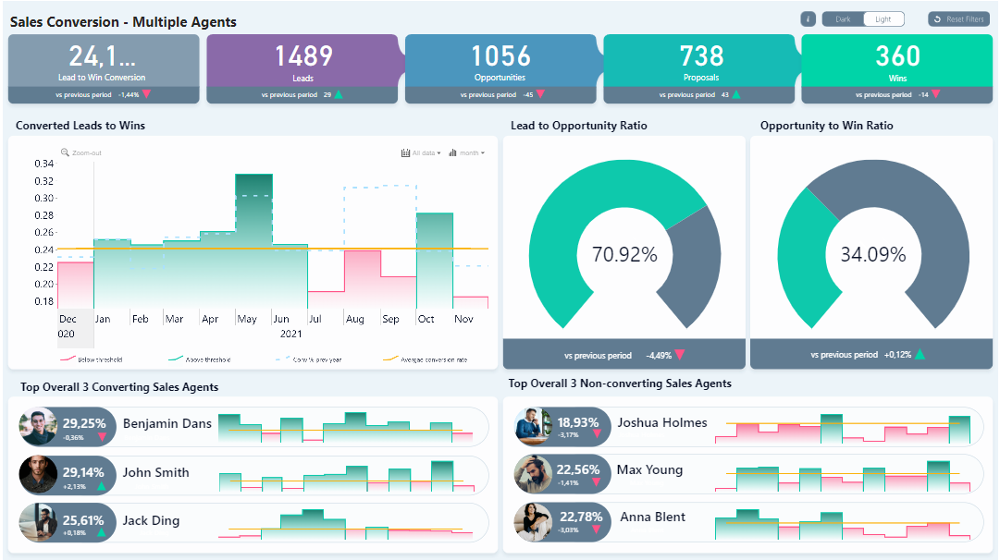 Sales Conversion - Multiple Agents
i Dark Light Reset Filters
24,1...
Lead to Win Conversion
vs previous period -1,44%
1489
Leads
vs previous period 29
1056
Opportunities
vs previous period -45
738
Proposals
vs previous period 43
360
Wins
vs previous period -14
Converted Leads to Wins
Zoom-out All data month
0.34
0.32
0.30
0.28
0.26
0.24
0.22
0.20
0.18
Dec Jan Feb Mar Apr May Jun Jul Aug Sep Oct Nov
020 2021
Below threshold Above threshold Conv % prev year Avergae conversion rate
Lead to Opportunity Ratio
70.92%
vs previous period -4,49%
Opportunity to Win Ratio
34.09%
vs previous period +0,12%
Top Overall 3 Converting Sales Agents
29,25% Benjamin Dans
-0,36%
29,14% John Smith
+2,13%
25,61% Jack Ding
+0,18%
Top Overall 3 Non-converting Sales Agents
18,93% Joshua Holmes
-3,17%
22,56% Max Young
-1,41%
22,78% Anna Blent
-3,03%